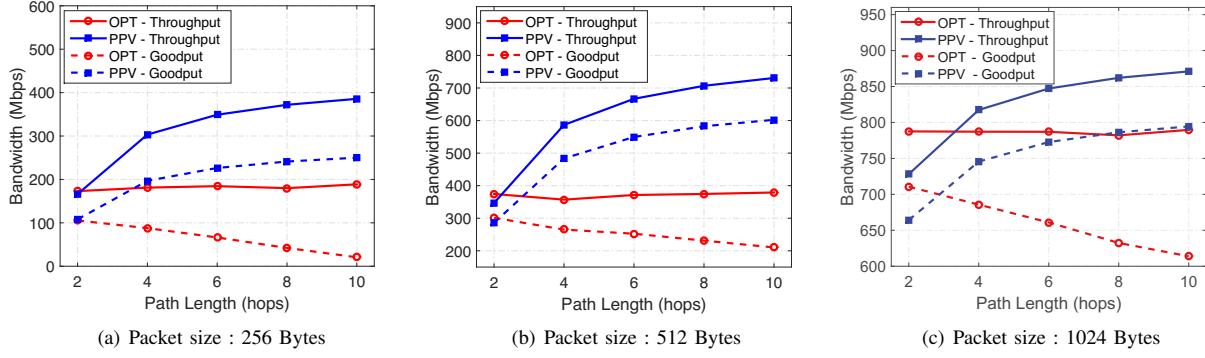 OPT - Throughput
PPV - Throughput
OPT - Goodput
PPV - Goodput
600
500
400
300
200
100
0
Bandwidth (Mbps)
2 4 6 8 10
Path Length (hops)
(a) Packet size : 256 Bytes
OPT - Throughput
PPV - Throughput
OPT - Goodput
PPV - Goodput
900
800
700
600
500
400
300
200
Bandwidth (Mbps)
2 4 6 8 10
Path Length (hops)
(b) Packet size : 512 Bytes
OPT - Throughput
PPV - Throughput
OPT - Goodput
PPV - Goodput
950
900
850
800
750
700
650
600
Bandwidth (Mbps)
2 4 6 8 10
Path Length (hops)
(c) Packet size : 1024 Bytes